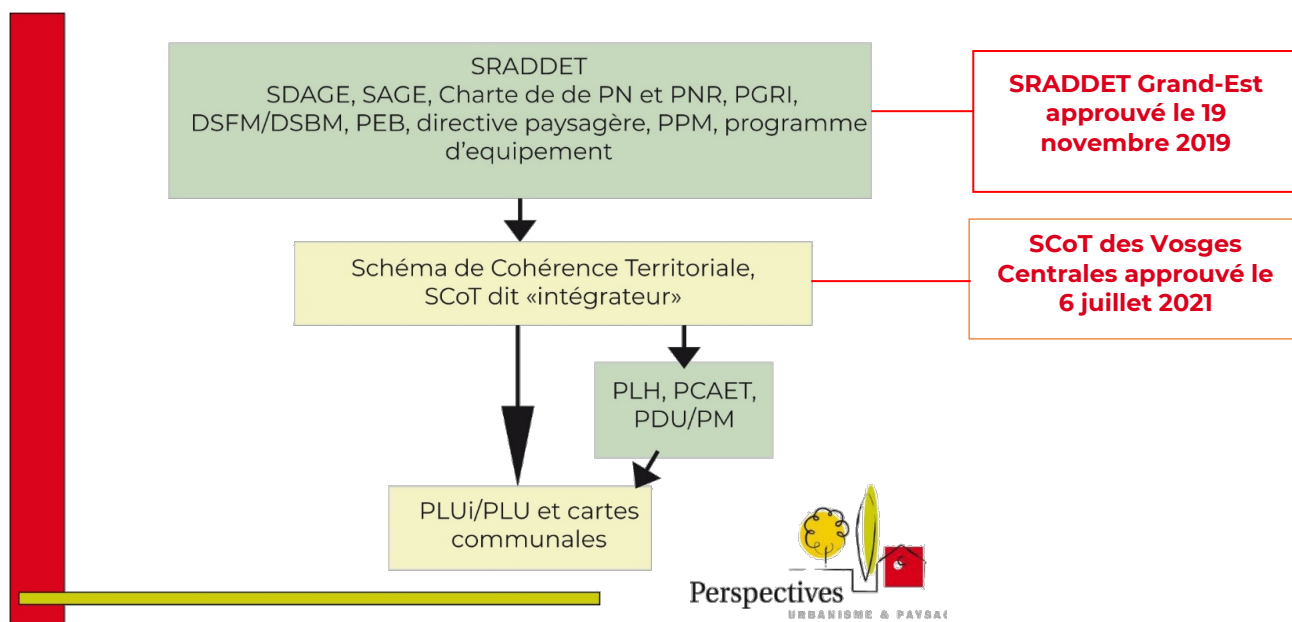 SRADDET
SDAGE, SAGE, Charte de de PN et PNR, PGRI,
DSFM/DSBM, PEB, directive paysagère, PPM, programme
d'equipement
SRADDET Grand-Est
approuvé le 19
novembre 2019
Schéma de Cohérence Territoriale,
SCoT dit «intégrateur»
SCoT des Vosges
Centrales approuvé le
6 juillet 2021
PLH, PCAET,
PDU/PM
PLUi/PLU et cartes
communales
Perspectives
URBANISME & PAYSA